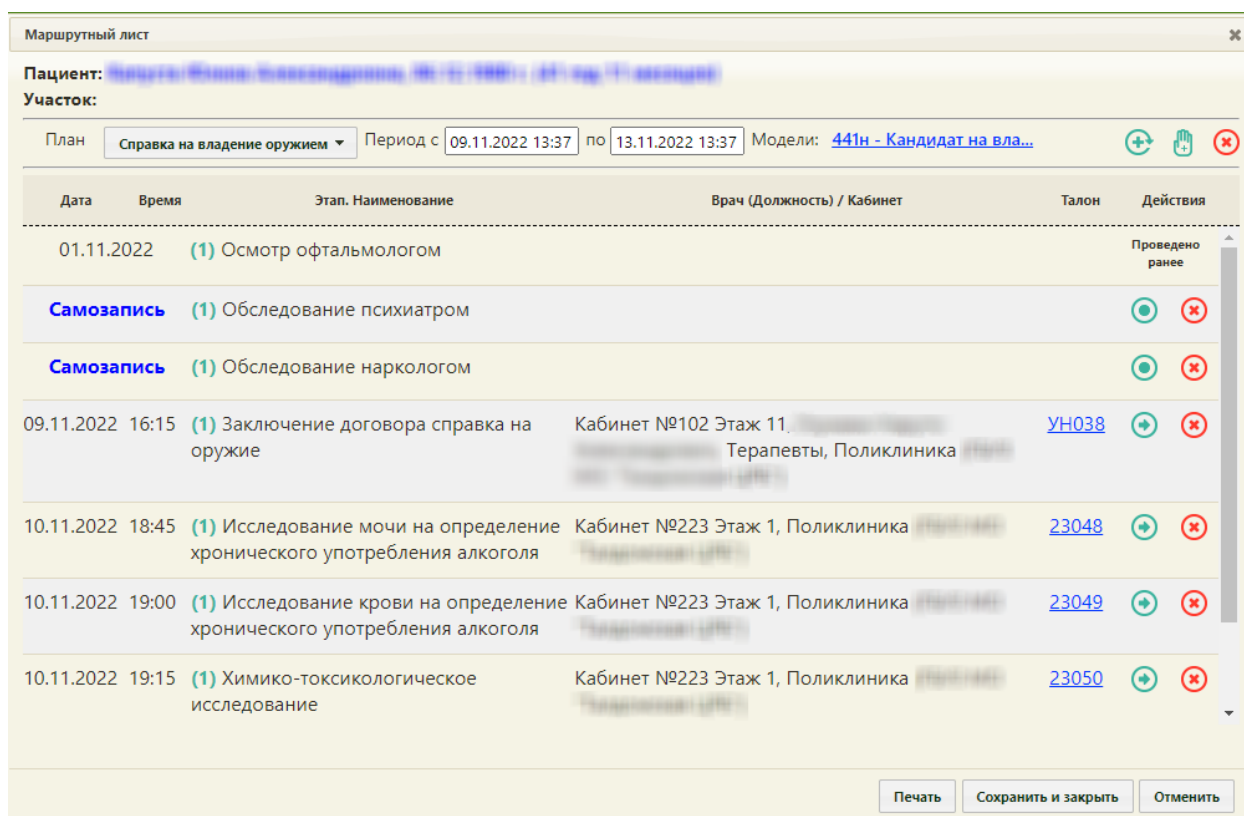 Маршрутный лист
Пациент:
Участок:
План Справка на владение оружием Период с 09.11.2022 13:37 по 13.11.2022 13:37 Модели: 441н - Кандидат на вла...
Дата Время Этап. Наименование Врач (Должность) / Кабинет Талон Действия
01.11.2022 (1) Осмотр офтальмологом Проведено
ранее
Самозапись (1) Обследование психиатром
Самозапись (1) Обследование наркологом
09.11.2022 16:15 (1) Заключение договора справка на Кабинет №102 Этаж 11, УН038
оружие Терапевты, Поликлиника
10.11.2022 18:45 (1) Исследование мочи на определение Кабинет №223 Этаж 1, Поликлиника 23048
хронического употребления алкоголя
10.11.2022 19:00 (1) Исследование крови на определение Кабинет №223 Этаж 1, Поликлиника 23049
хронического употребления алкоголя
10.11.2022 19:15 (1) Химико-токсикологическое Кабинет №223 Этаж 1, Поликлиника 23050
исследование
Печать Сохранить и закрыть Отменить